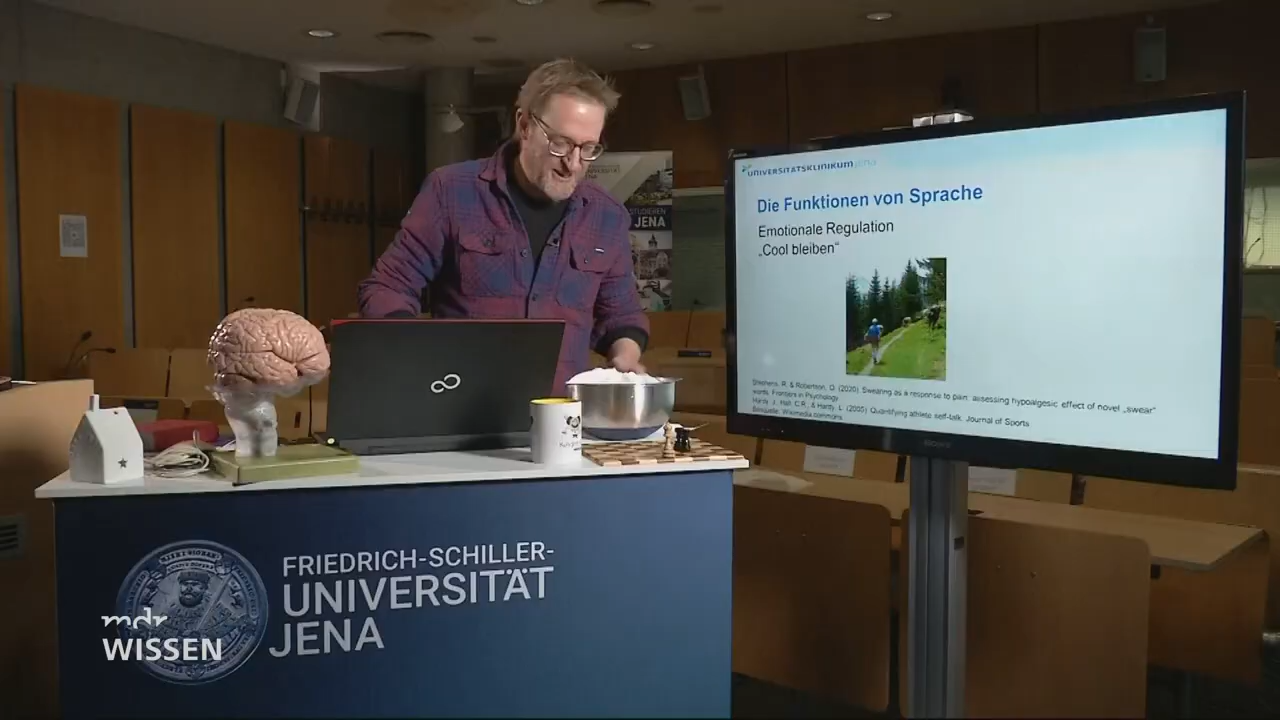 UNIVERSITÄTSKLINIKUM jena
Die Funktionen von Sprache
Emotionale Regulation
„Cool bleiben“
Stephens, R. & Robertson, O. (2020). Swearing as a response to pain: assessing hypoalgesic effect of novel „swear“
words. Frontiers in Psychology
Hardy, J., Hall, C.R., & Hardy, L. (2005). Quantifying athlete self-talk. Journal of Sports
Wikimedia commons
SONY
STUDIEREN
JENA
FRIEDRICH-SCHILLER-
UNIVERSITÄT
JENA
mdr
WISSEN